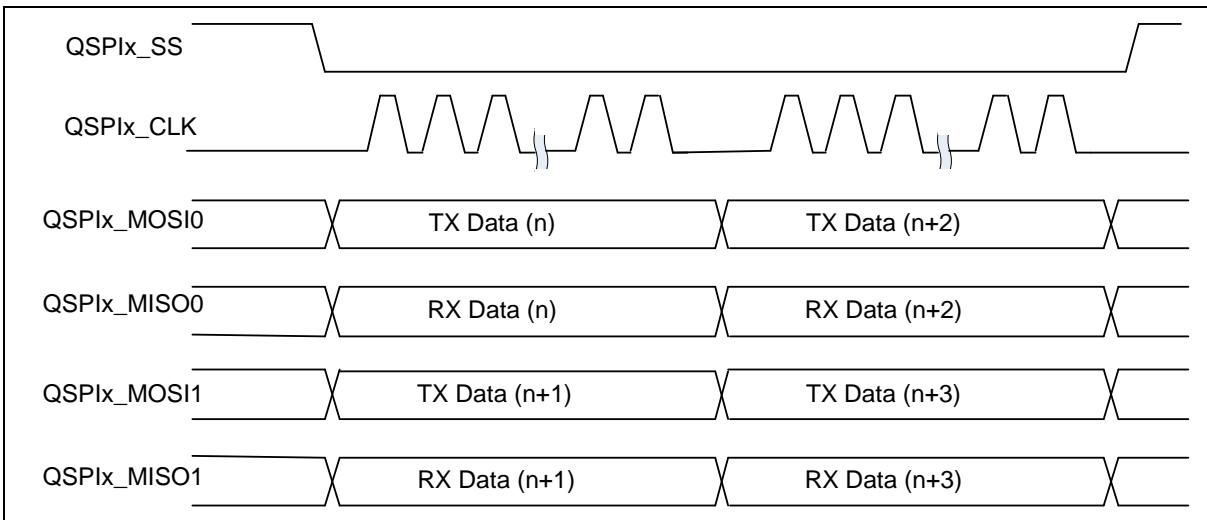 QSPIx_SS
QSPIx_CLK
QSPIx_MOSI0 TX Data (n) TX Data (n+2)
QSPIx_MISO0 RX Data (n) RX Data (n+2)
QSPIx_MOSI1 TX Data (n+1) TX Data (n+3)
QSPIx_MISO1 RX Data (n+1) RX Data (n+3)